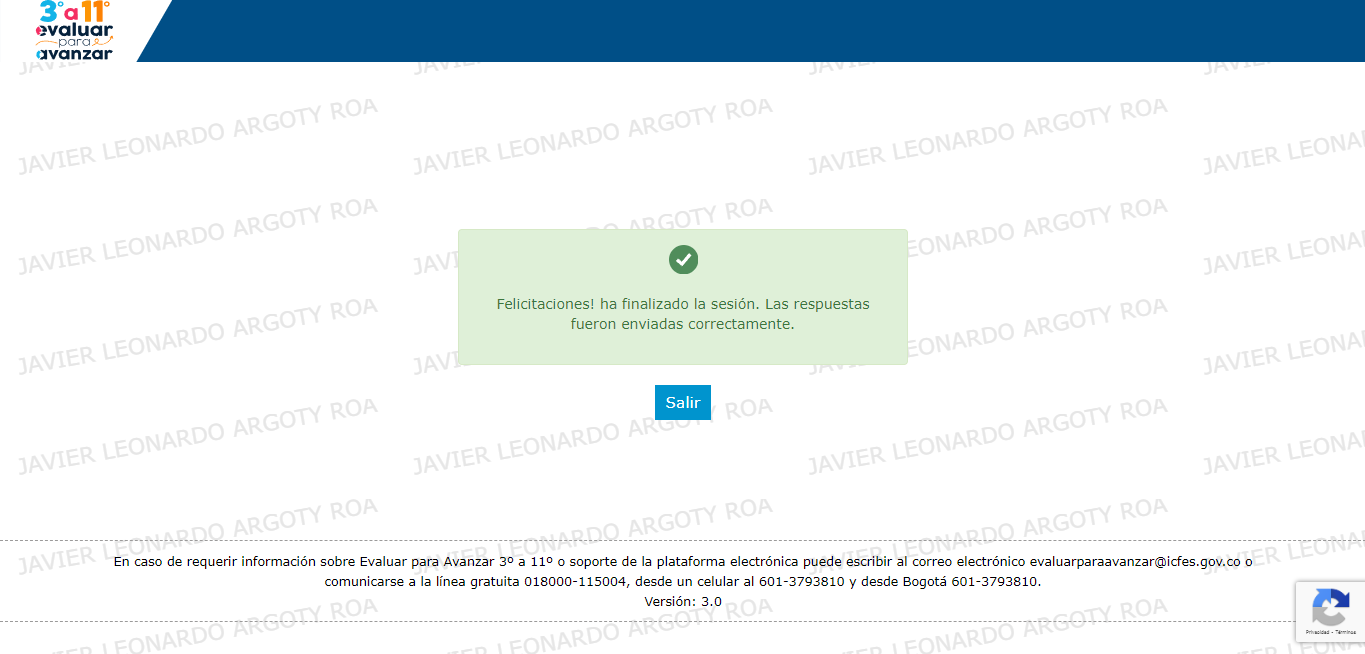 3° a 11°
evaluar
para
avanzar
JAVIER LEONARDO ARGOTY ROA
Felicitaciones! ha finalizado la sesión. Las respuestas
fueron enviadas correctamente.
Salir
En caso de requerir información sobre Evaluar para Avanzar 3º a 11º o soporte de la plataforma electrónica puede escribir al correo electrónico evaluarparaavanzar@icfes.gov.co o
comunicarse a la línea gratuita 018000-115004, desde un celular al 601-3793810 y desde Bogotá 601-3793810.
Versión: 3.0
Privacidad - Términos